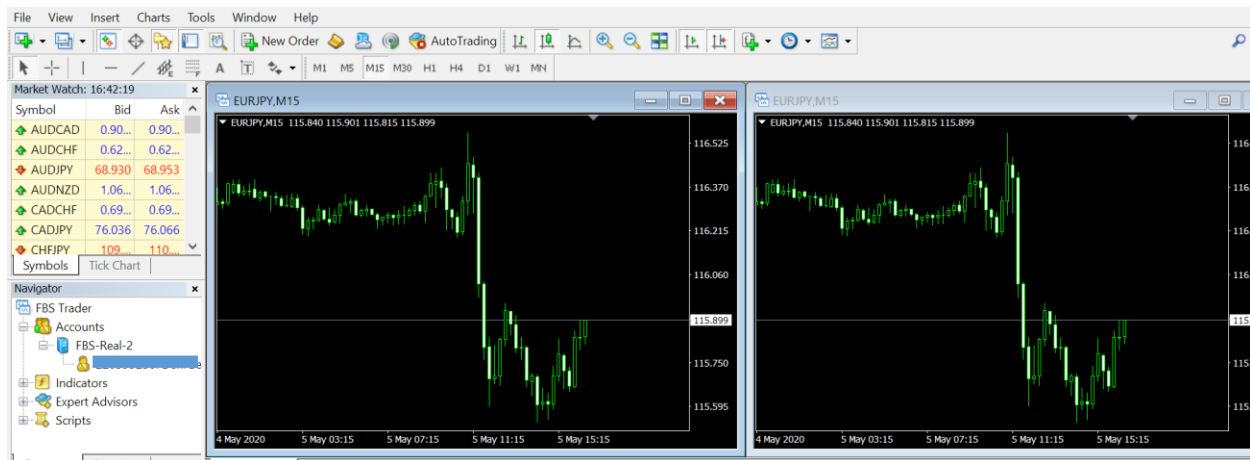 File View Insert Charts Tools Window Help
New Order AutoTrading
A T M1 M5 M15 M30 H1 H4 D1 W1 MN
Market Watch: 16:42:19
Symbol Bid Ask
AUDCAD 0.90... 0.90...
AUDCHF 0.62... 0.62...
AUDJPY 68.930 68.953
AUDNZD 1.06... 1.06...
CADCHF 0.69... 0.69...
CADJPY 76.036 76.066
CHFJPY 109.... 110....
Symbols Tick Chart
Navigator
FBS Trader
Accounts
FBS-Real-2
Indicators
Expert Advisors
Scripts
EURJPY,M15
EURJPY,M15 115.840 115.901 115.815 115.899
116.525
116.370
116.215
116.060
115.899
115.750
115.595
4 May 2020 5 May 03:15 5 May 07:15 5 May 11:15 5 May 15:15
EURJPY,M15
EURJPY,M15 115.840 115.901 115.815 115.899
116
116
116
116
115.
115.
115.
4 May 2020 5 May 03:15 5 May 07:15 5 May 11:15 5 May 15:15